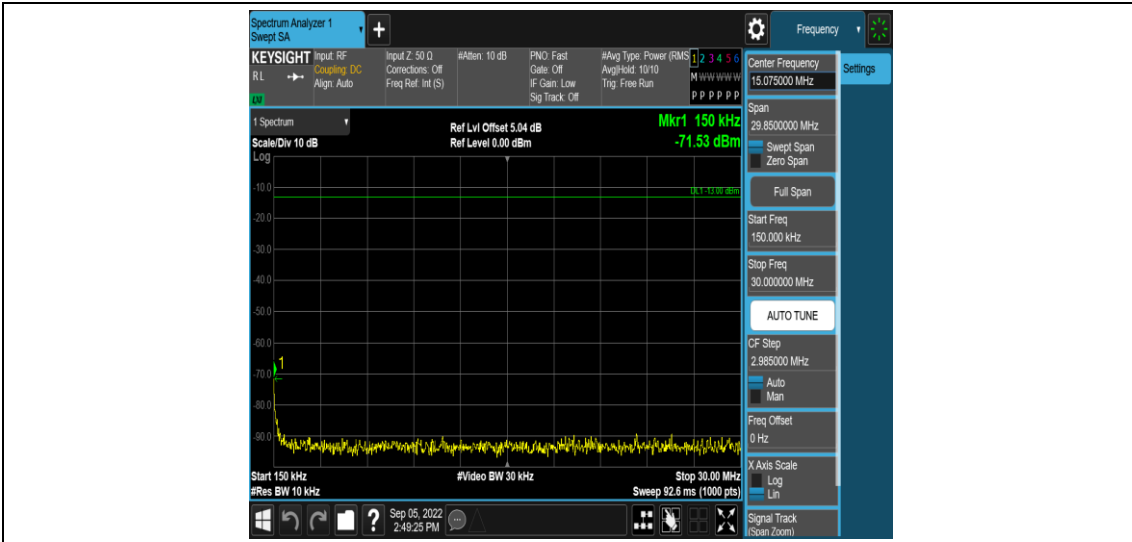 Spectrum Analyzer 1
Swept SA
+
Frequency
KEYSIGHT
RL
LXI
Input: RF
Coupling: DC
Align: Auto
Input Z: 50 Ω
Corrections: Off
Freq Ref: Int (S)
#Atten: 10 dB
PNO: Fast
Gate: Off
IF Gain: Low
Sig Track: Off
#Avg Type: Power (RMS
Avg|Hold: 10/10
Trig: Free Run
1 2 3 4 5 6
M W W W W W
P P P P P P
1 Spectrum
Scale/Div 10 dB
Log
Ref Lvl Offset 5.04 dB
Ref Level 0.00 dBm
Mkr1 150 kHz
-71.53 dBm
DL1 -13.00 dBm
-10.0
-20.0
-30.0
-40.0
-50.0
-60.0
1
-70.0
-80.0
-90.0
Start 150 kHz
#Res BW 10 kHz
#Video BW 30 kHz
Stop 30.00 MHz
Sweep 92.6 ms (1000 pts)
?
Sep 05, 2022
2:49:25 PM
Center Frequency
15.075000 MHz
Settings
Span
29.8500000 MHz
Swept Span
Zero Span
Full Span
Start Freq
150.000 kHz
Stop Freq
30.000000 MHz
AUTO TUNE
CF Step
2.985000 MHz
Auto
Man
Freq Offset
0 Hz
X Axis Scale
Log
Lin
Signal Track
(Span Zoom)